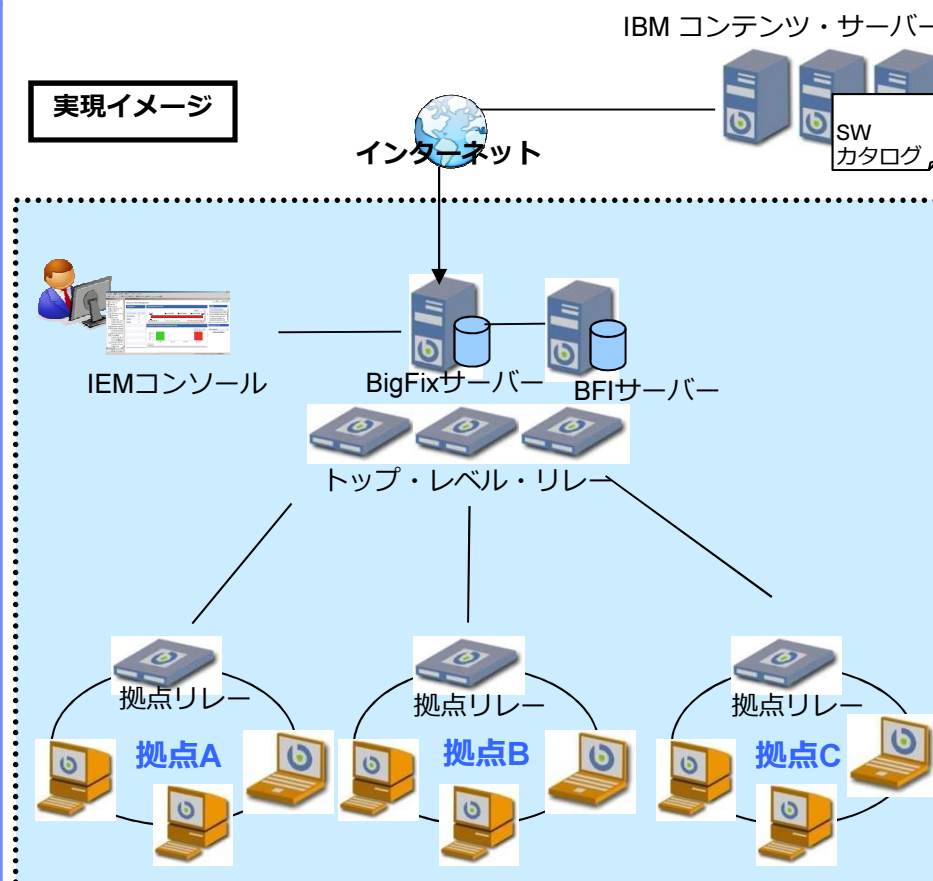 IBM コンテンツ・サーバー
実現イメージ
SW
カタログ
インターネット
IEMコンソール
BigFixサーバー
BFIサーバー
トップ・レベル・リレー
拠点リレー
拠点リレー
拠点リレー
拠点A
拠点B
拠点C